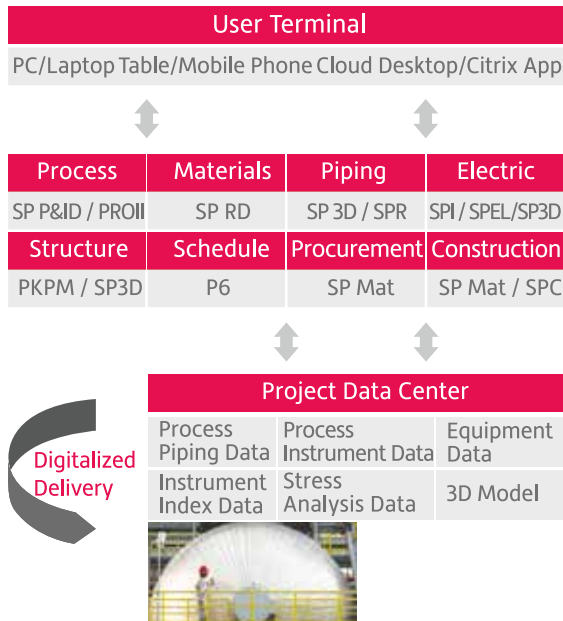 User Terminal
PC/Laptop Table/Mobile Phone Cloud Desktop/Citrix App
Process Materials Piping Electric
SP P&ID / PROII SP RD SP 3D / SPR SPI / SPEL/SP3D
Structure Schedule Procurement Construction
PKPM / SP3D P6 SP Mat SP Mat / SPC
Project Data Center
Process
Piping Data
Process
Instrument Data
Equipment
Data
Instrument
Index Data
Stress
Analysis Data
3D Model
Digitalized
Delivery